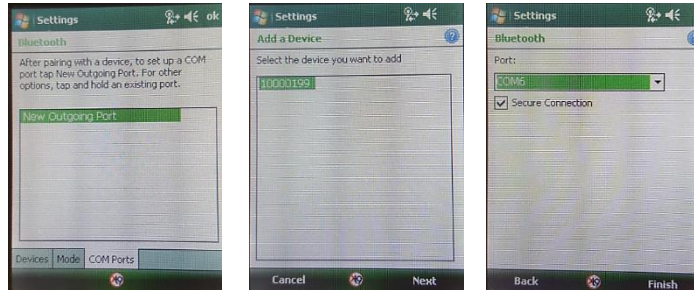 Settings
ok
Bluetooth
After pairing with a device, to set up a COM
port tap New Outgoing Port. For other
options, tap and hold an existing port.
New Outgoing Port
Devices
Mode
COM Ports
Settings
Add a Device
?
Select the device you want to add
10000199
Cancel
Next
Settings
Bluetooth
Port:
COM6
Secure Connection
Back
Finish